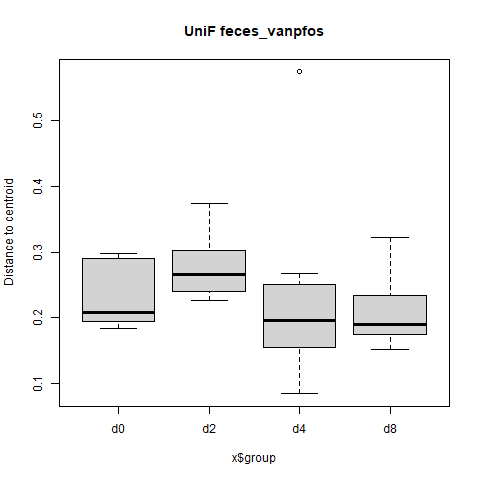 UniF feces_vanpfos
Distance to centroid
0.5
0.4
0.3
0.2
0.1
d0 d2 d4 d8
x$group